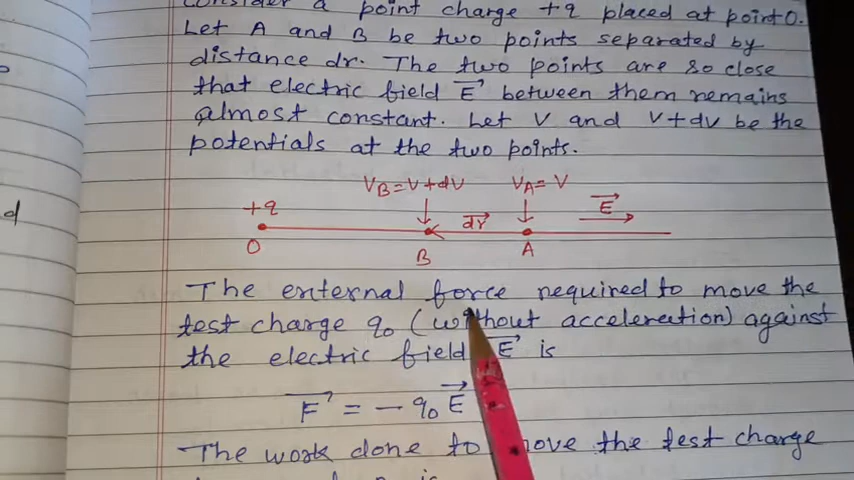 consider a point charge +q placed at point O.
Let A and B be two points separated by
distance dr. The two points are so close
that electric field E⃗ between them remains
almost constant. Let V and V+dV be the
potentials at the two points.
V_B = V+dV V_A = V
+q dr⃗ E⃗
O B A
The external force required to move the
test charge q₀ (without acceleration) against
the electric field E⃗ is
F⃗ = - q₀ E⃗
The work done to move the test charge
is
d